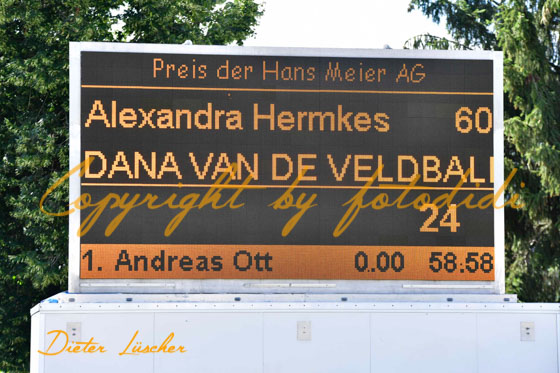 Preis der Hans Meier AG
Alexandra Hermkes 60
DANA VAN DE VELDBALL
Copyright by fotodidi
24
1. Andreas Ott 0.00 58.58
Dieter Lüscher